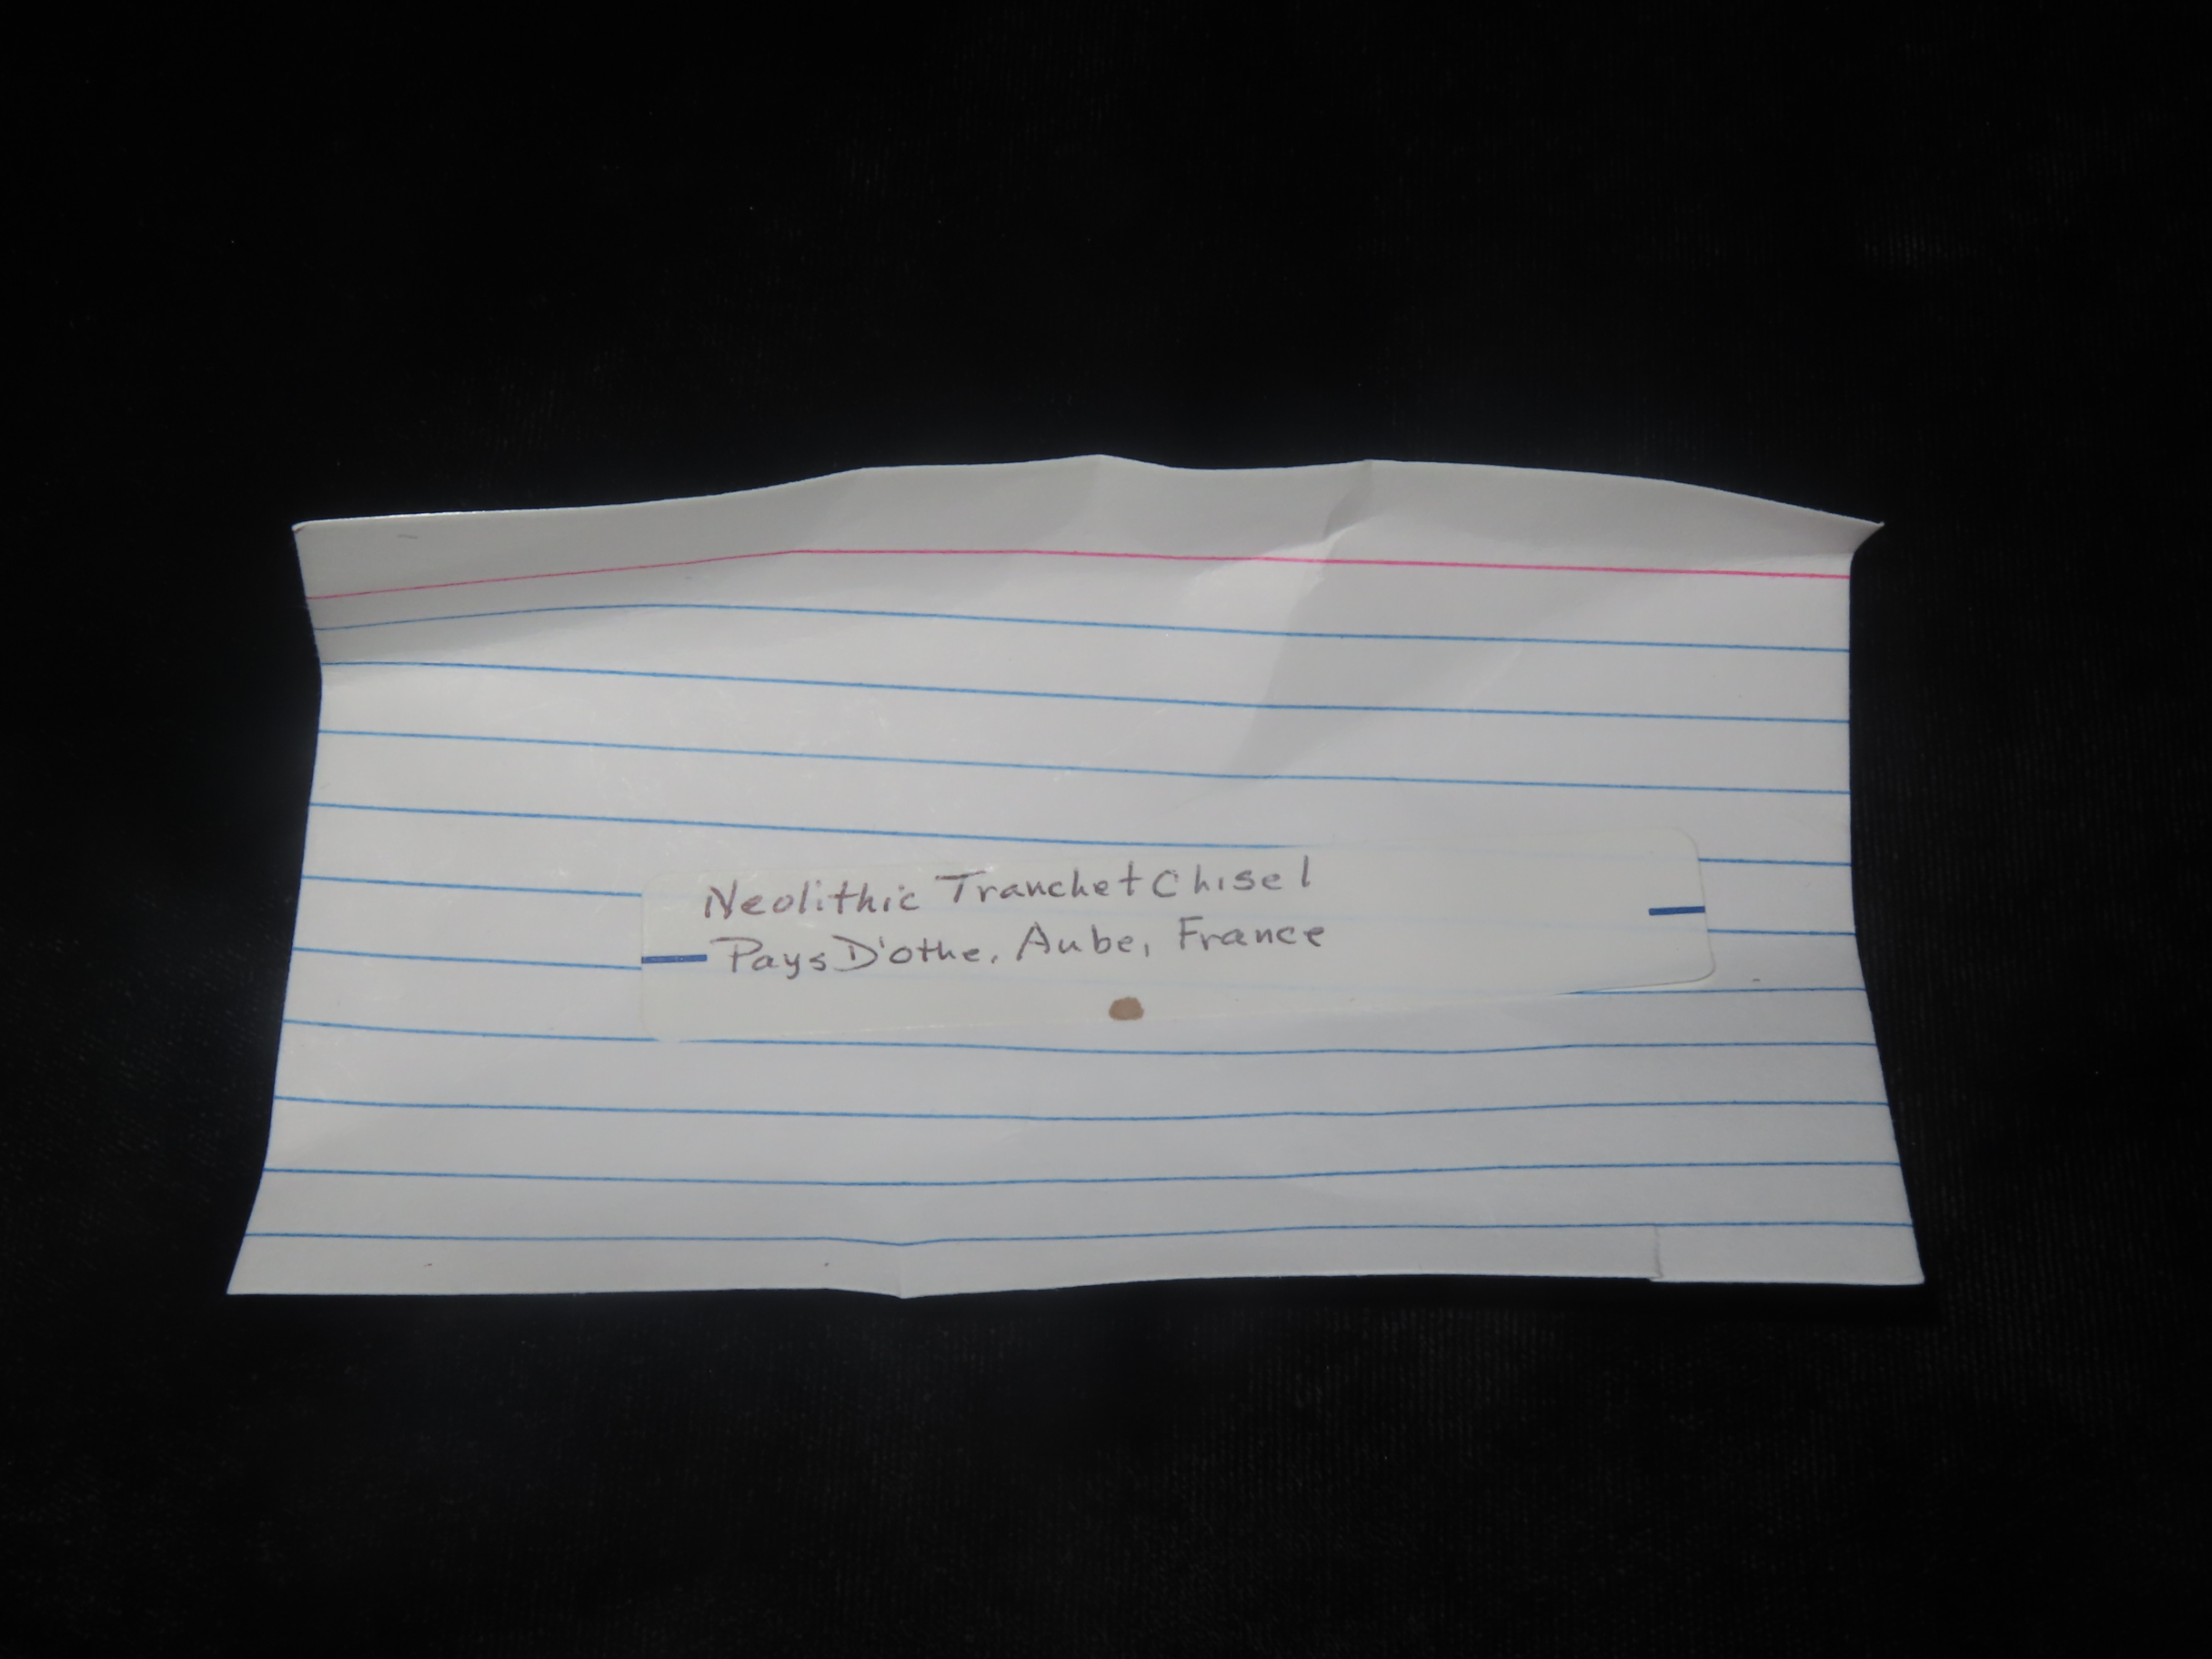 Neolithic Tranchet Chisel
Pays D'othe, Aube, France